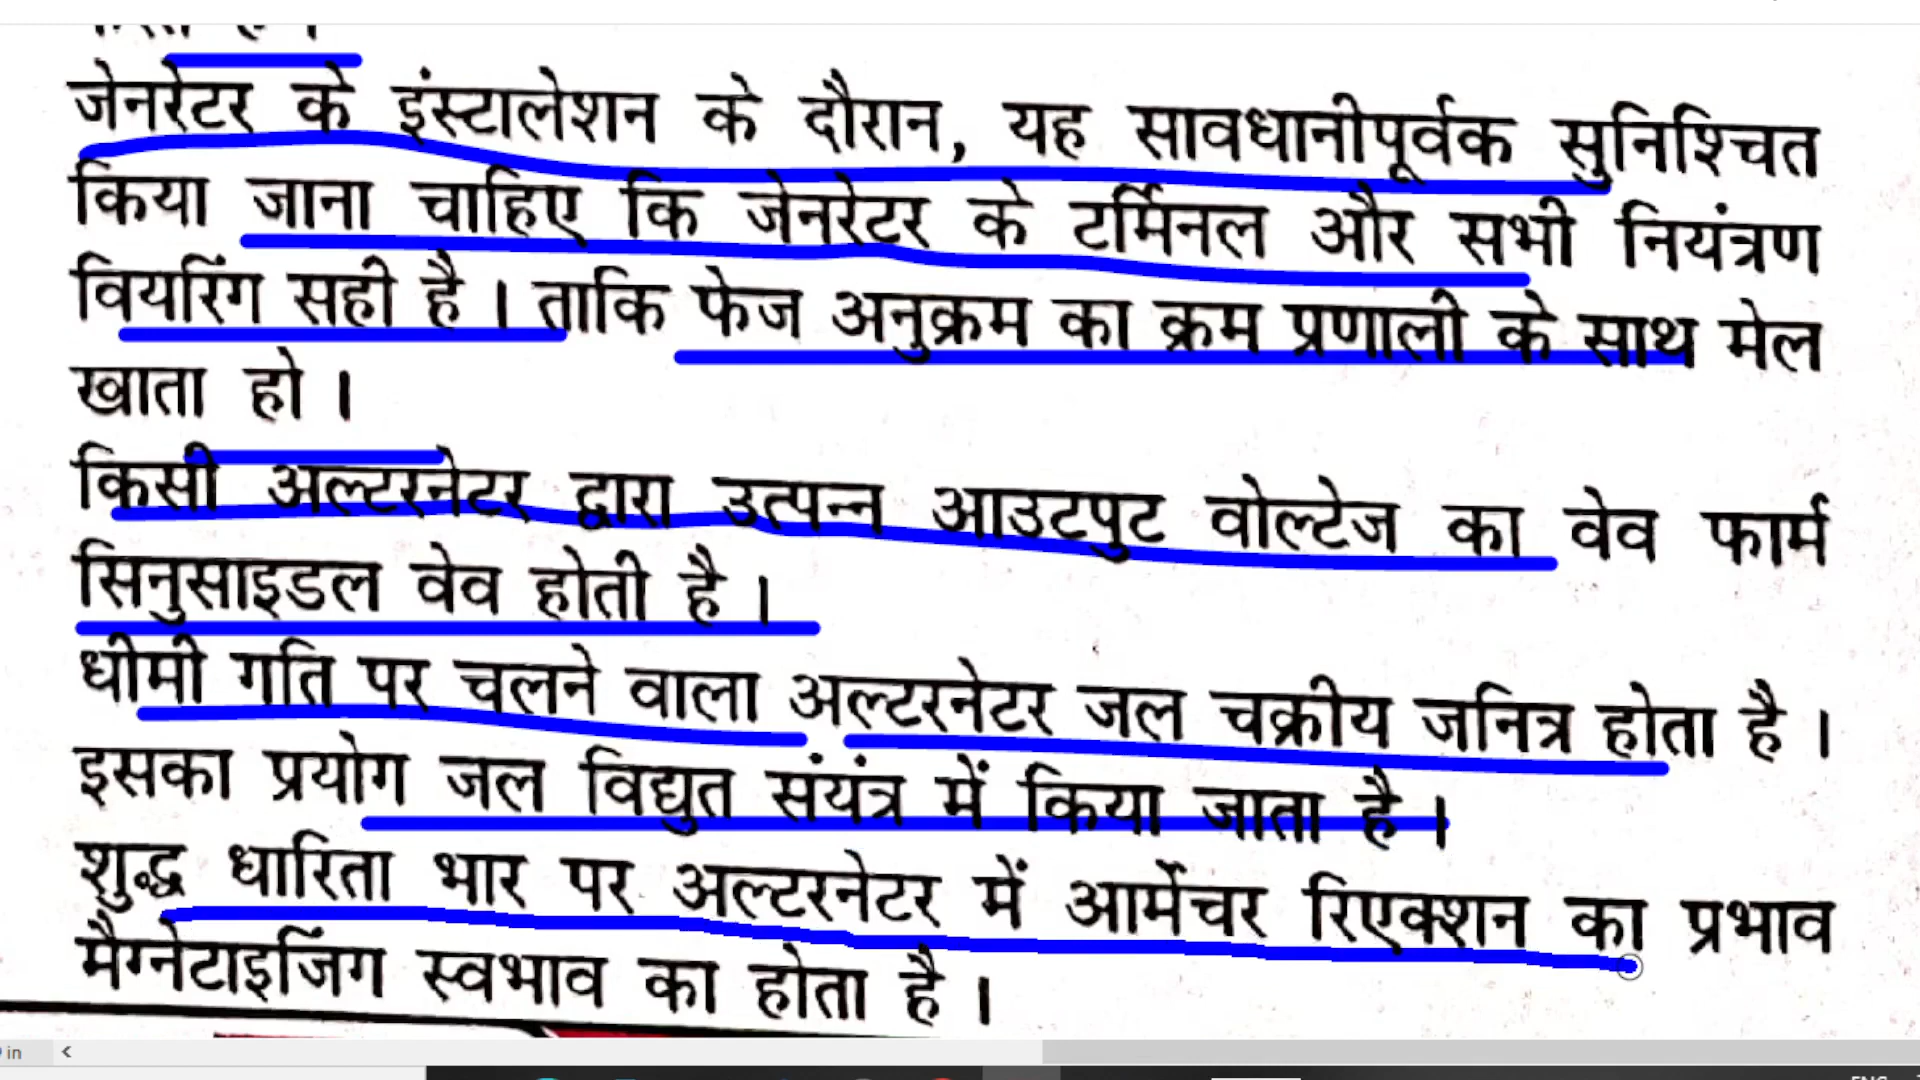 जेनरेटर के इंस्टालेशन के दौरान, यह सावधानीपूर्वक सुनिश्चित
किया जाना चाहिए कि जेनरेटर के टर्मिनल और सभी नियंत्रण
वियरिंग सही है । ताकि फेज अनुक्रम का क्रम प्रणाली के साथ मेल
खाता हो ।
किसी अल्टरनेटर द्वारा उत्पन्न आउटपुट वोल्टेज का वेव फार्म
सिनुसाइडल वेव होती है ।
धीमी गति पर चलने वाला अल्टरनेटर जल चक्रीय जनित्र होता है ।
इसका प्रयोग जल विद्युत संयंत्र में किया जाता है ।
शुद्ध धारिता भार पर अल्टरनेटर में आर्मेचर रिएक्शन का प्रभाव
मैग्नेटाइजिंग स्वभाव का होता है ।
in